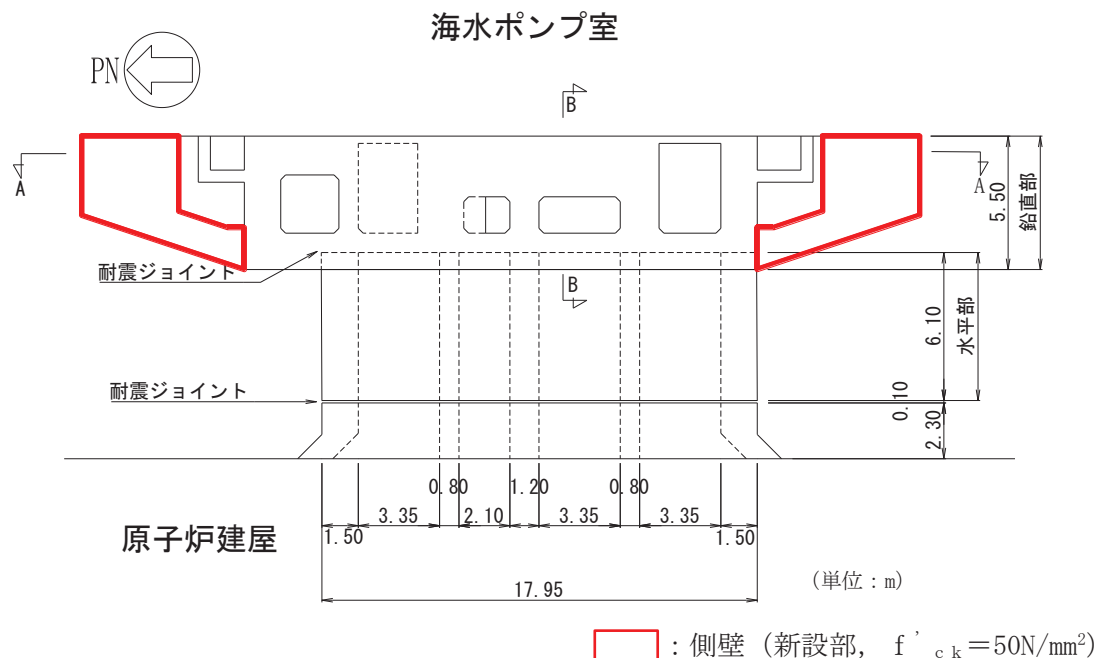 海水ポンプ室
PN
B
A
A
5.50
鉛直部
耐震ジョイント
B
6.10
水平部
耐震ジョイント
0.10
2.30
0.80
1.20
0.80
3.35
2.10
3.35
3.35
1.50
1.50
原子炉建屋
17.95
(単位：m)
：側壁（新設部， f'ck＝50N/mm²）